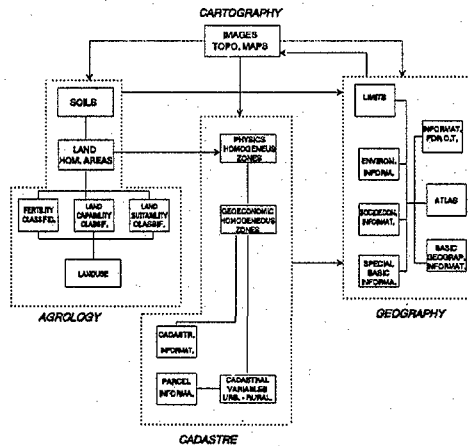 CARTOGRAPHY
IMAGES
TOPO. MAPS
SOILS
LAND
HOM. AREAS
FERTILITY
CLASSIFIC.
LAND
CAPABILITY
CLASSIF.
LAND
SUITABILITY
CLASSIF.
LANDUSE
AGROLOGY
PHYSICS
HOMOGENEUS
ZONES
GEOECONOMIC
HOMOGENEOUS
ZONES
CADASTR.
INFORMAT.
PARCEL
INFORMA.
CADASTRAL
VARIABLES
URB. - RURAL.
CADASTRE
LIMITS
ENVIRON.
INFORMA.
SOCIOECON.
INFORMAT.
SPECIAL
BASIC
INFORMA.
INFORMAT.
ATLAS
BASIC
GEOGRAP.
INFORMAT.
GEOGRAPHY